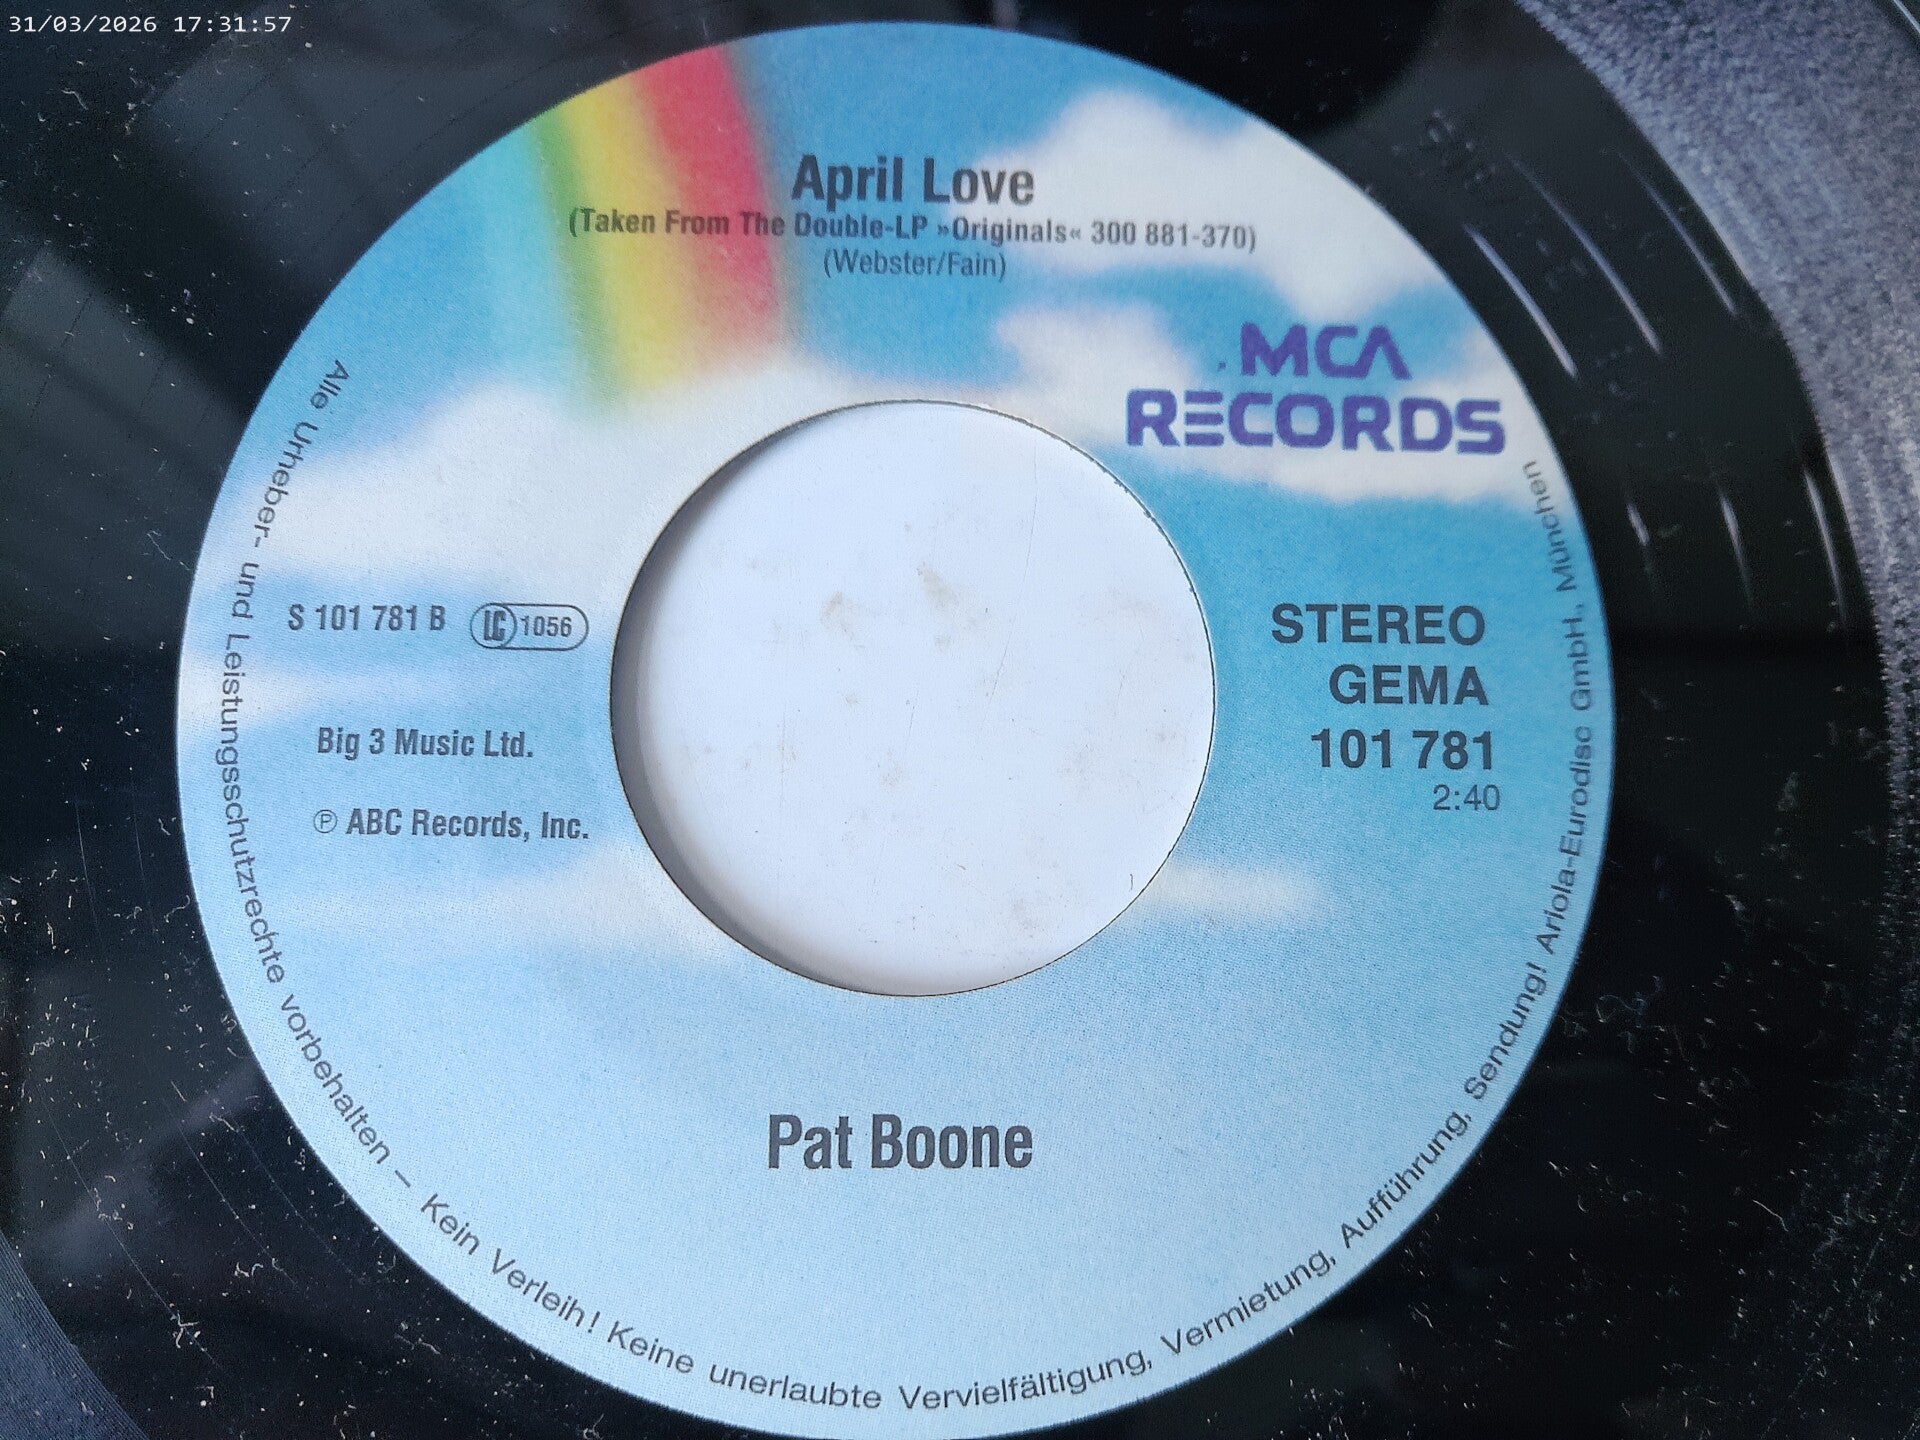 31/03/2026 17:31:57
April Love
(Taken From The Double-LP »Originals« 300 881-370)
(Webster/Fain)
MCA
RECORDS
S 101 781 B LC 1056
Big 3 Music Ltd.
℗ ABC Records, Inc.
STEREO
GEMA
101 781
2:40
Pat Boone
Alle Urheber- und Leistungsschutzrechte vorbehalten – Kein Verleih! Keine unerlaubte Vervielfältigung, Vermietung, Aufführung, Sendung! Ariola-Eurodisc GmbH., München